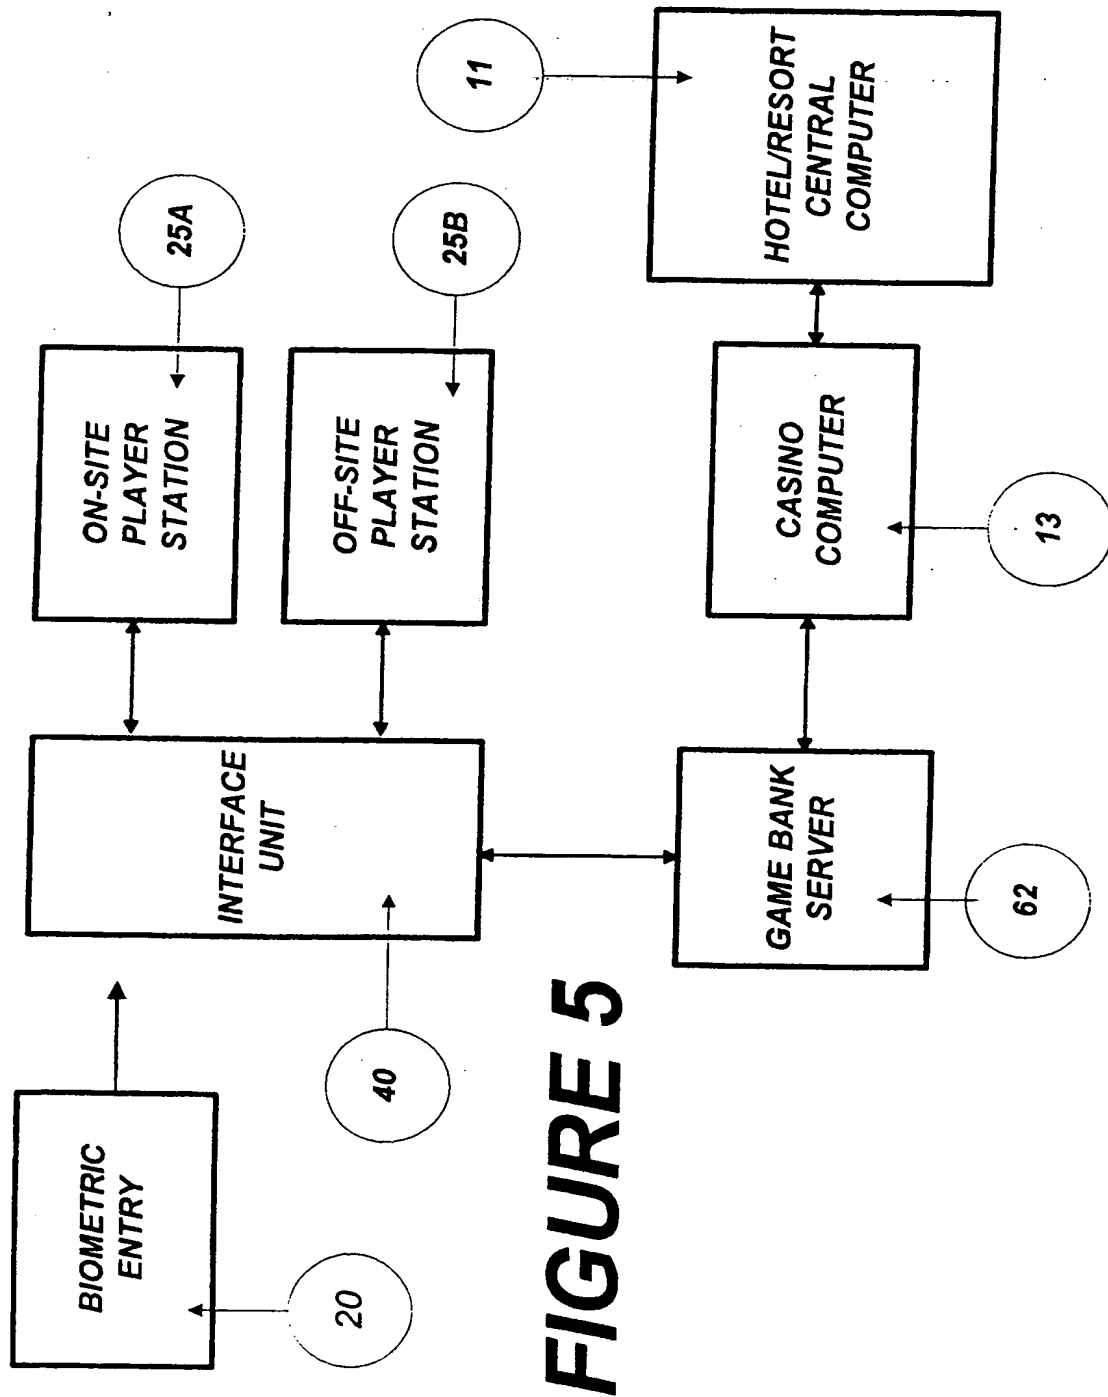 BIOMETRIC
ENTRY
20
INTERFACE
UNIT
40
ON-SITE
PLAYER
STATION
25A
OFF-SITE
PLAYER
STATION
25B
GAME BANK
SERVER
62
CASINO
COMPUTER
13
HOTEL/RESORT
CENTRAL
COMPUTER
11
FIGURE 5